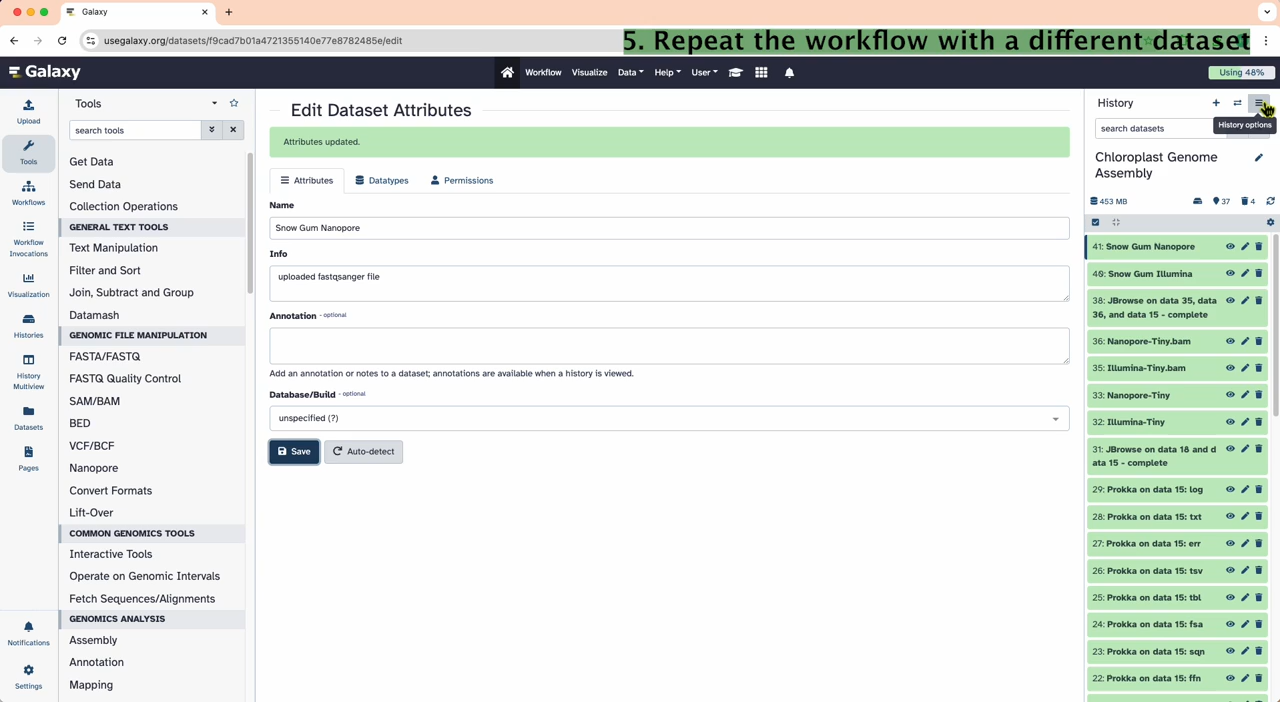 Galaxy
usegalaxy.org/datasets/f9cad7b01a4721355140e77e8782485e/edit
5. Repeat the workflow with a different dataset
Galaxy
Workflow
Visualize
Data
Help
User
Using 48%
Upload
Tools
Workflows
Workflow
Invocations
Visualization
Histories
History
Multiview
Datasets
Pages
Notifications
Settings
Tools
search tools
Get Data
Send Data
Collection Operations
GENERAL TEXT TOOLS
Text Manipulation
Filter and Sort
Join, Subtract and Group
Datamash
GENOMIC FILE MANIPULATION
FASTA/FASTQ
FASTQ Quality Control
SAM/BAM
BED
VCF/BCF
Nanopore
Convert Formats
Lift-Over
COMMON GENOMICS TOOLS
Interactive Tools
Operate on Genomic Intervals
Fetch Sequences/Alignments
GENOMICS ANALYSIS
Assembly
Annotation
Mapping
Edit Dataset Attributes
Attributes updated.
Attributes
Datatypes
Permissions
Name
Snow Gum Nanopore
Info
uploaded fastqsanger file
Annotation - optional
Add an annotation or notes to a dataset; annotations are available when a history is viewed.
Database/Build - optional
unspecified (?)
Save
Auto-detect
History
search datasets
History options
Chloroplast Genome
Assembly
453 MB
37
4
41: Snow Gum Nanopore
40: Snow Gum Illumina
38: JBrowse on data 35, data
36, and data 15 - complete
36: Nanopore-Tiny.bam
35: Illumina-Tiny.bam
33: Nanopore-Tiny
32: Illumina-Tiny
31: JBrowse on data 18 and d
ata 15 - complete
29: Prokka on data 15: log
28: Prokka on data 15: txt
27: Prokka on data 15: err
26: Prokka on data 15: tsv
25: Prokka on data 15: tbl
24: Prokka on data 15: fsa
23: Prokka on data 15: sqn
22: Prokka on data 15: ffn